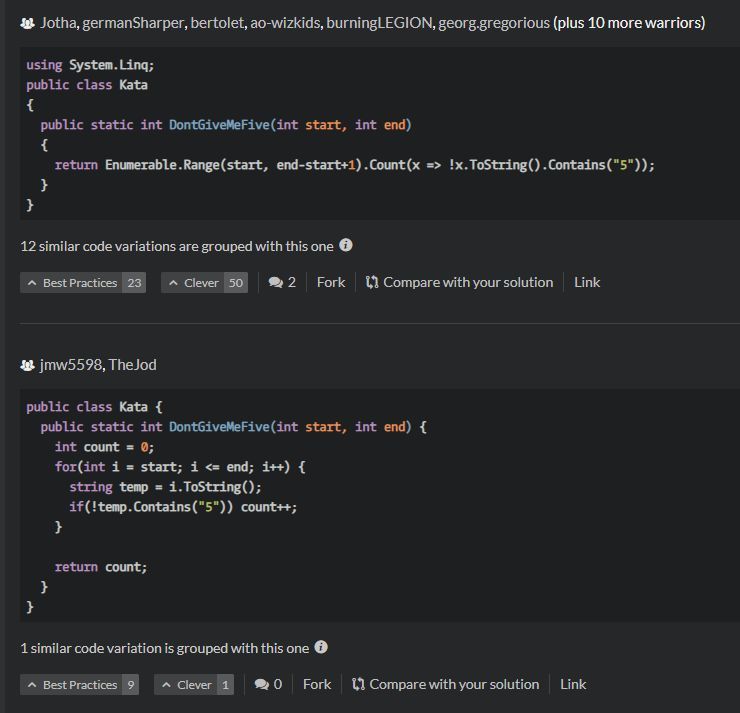 Jotha, germanSharper, bertolet, ao-wizkids, burningLEGION, georg.gregorious (plus 10 more warriors)
using System.Linq;
public class Kata
{
  public static int DontGiveMeFive(int start, int end)
  {
    return Enumerable.Range(start, end-start+1).Count(x => !x.ToString().Contains("5"));
  }
}
12 similar code variations are grouped with this one
Best Practices 23 Clever 50 2 Fork Compare with your solution Link
jmw5598, TheJod
public class Kata {
  public static int DontGiveMeFive(int start, int end) {
    int count = 0;
    for(int i = start; i <= end; i++) {
      string temp = i.ToString();
      if(!temp.Contains("5")) count++;
    }
    return count;
  }
}
1 similar code variation is grouped with this one
Best Practices 9 Clever 1 0 Fork Compare with your solution Link